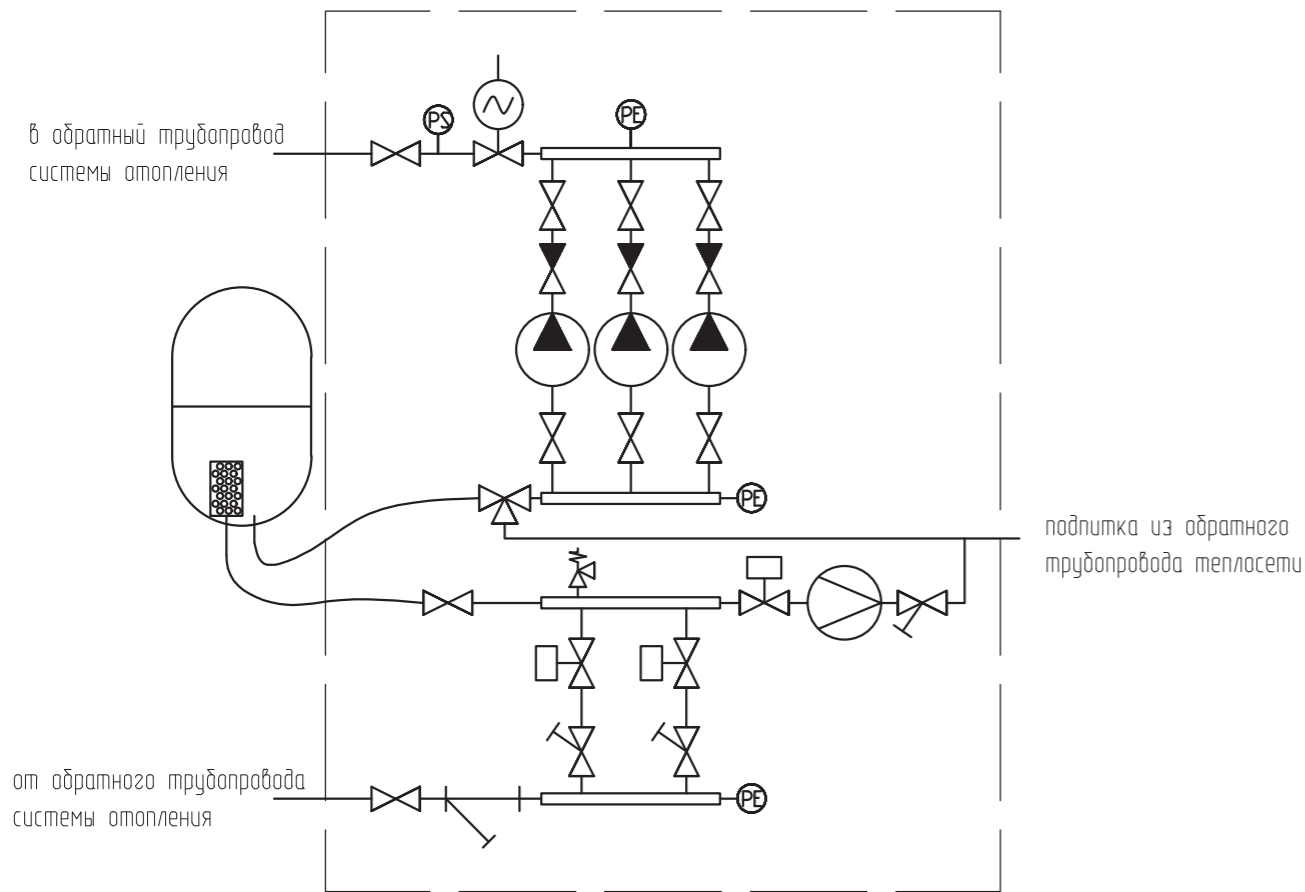 PS
PE
в обратный трубопровод
системы отопления
PE
подпитка из обратного
трубопровода теплосети
от обратного трубопровода
системы отопления
PE